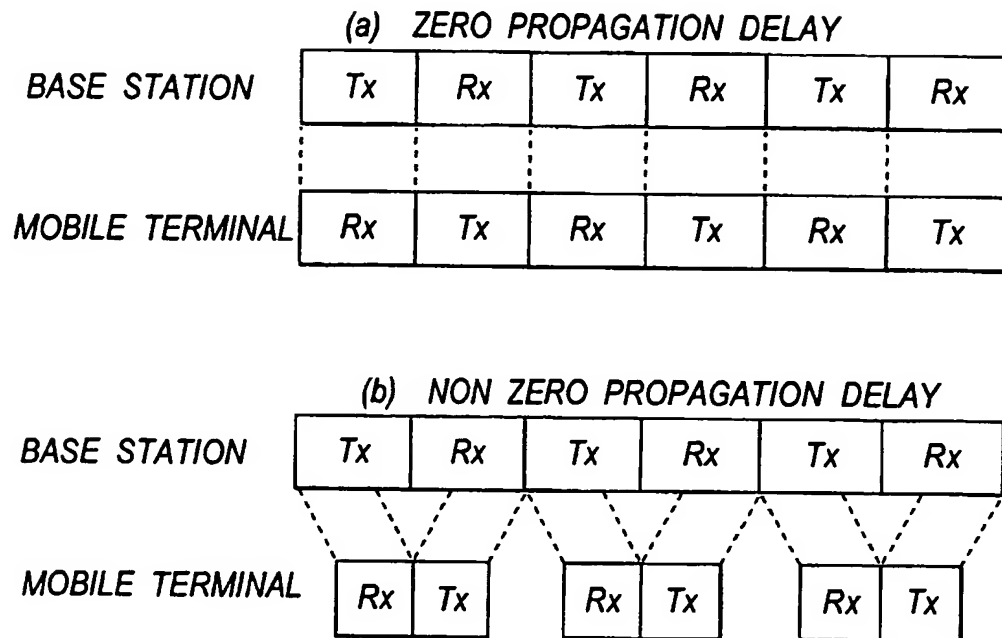 (a) ZERO PROPAGATION DELAY
BASE STATION Tx Rx Tx Rx Tx Rx
MOBILE TERMINAL Rx Tx Rx Tx Rx Tx
(b) NON ZERO PROPAGATION DELAY
BASE STATION Tx Rx Tx Rx Tx Rx
MOBILE TERMINAL Rx Tx Rx Tx Rx Tx